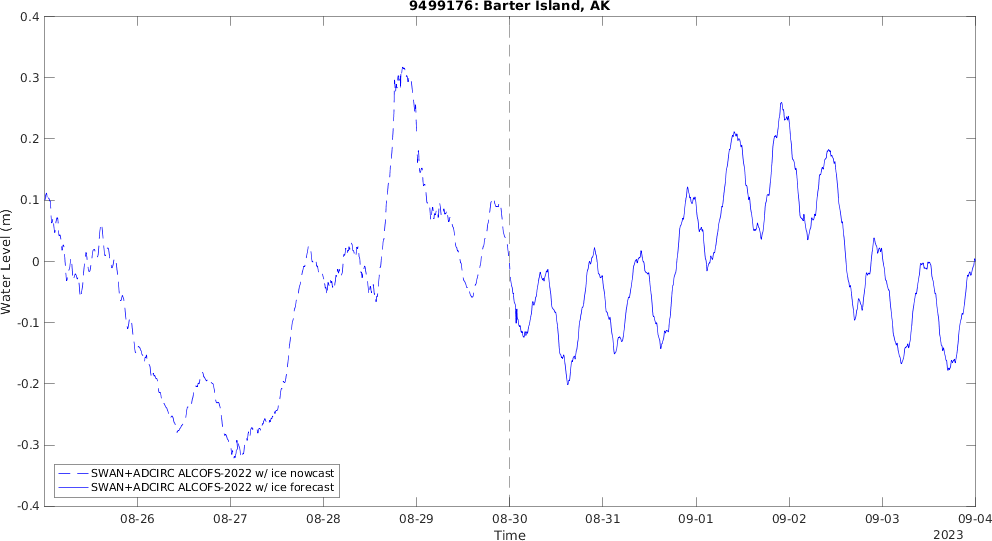 9499176: Barter Island, AK
0.4
0.3
0.2
0.1
0
-0.1
-0.2
-0.3
-0.4
Water Level (m)
SWAN+ADCIRC ALCOFS-2022 w/ ice nowcast
SWAN+ADCIRC ALCOFS-2022 w/ ice forecast
08-26 08-27 08-28 08-29 08-30 08-31 09-01 09-02 09-03 09-04
Time
2023